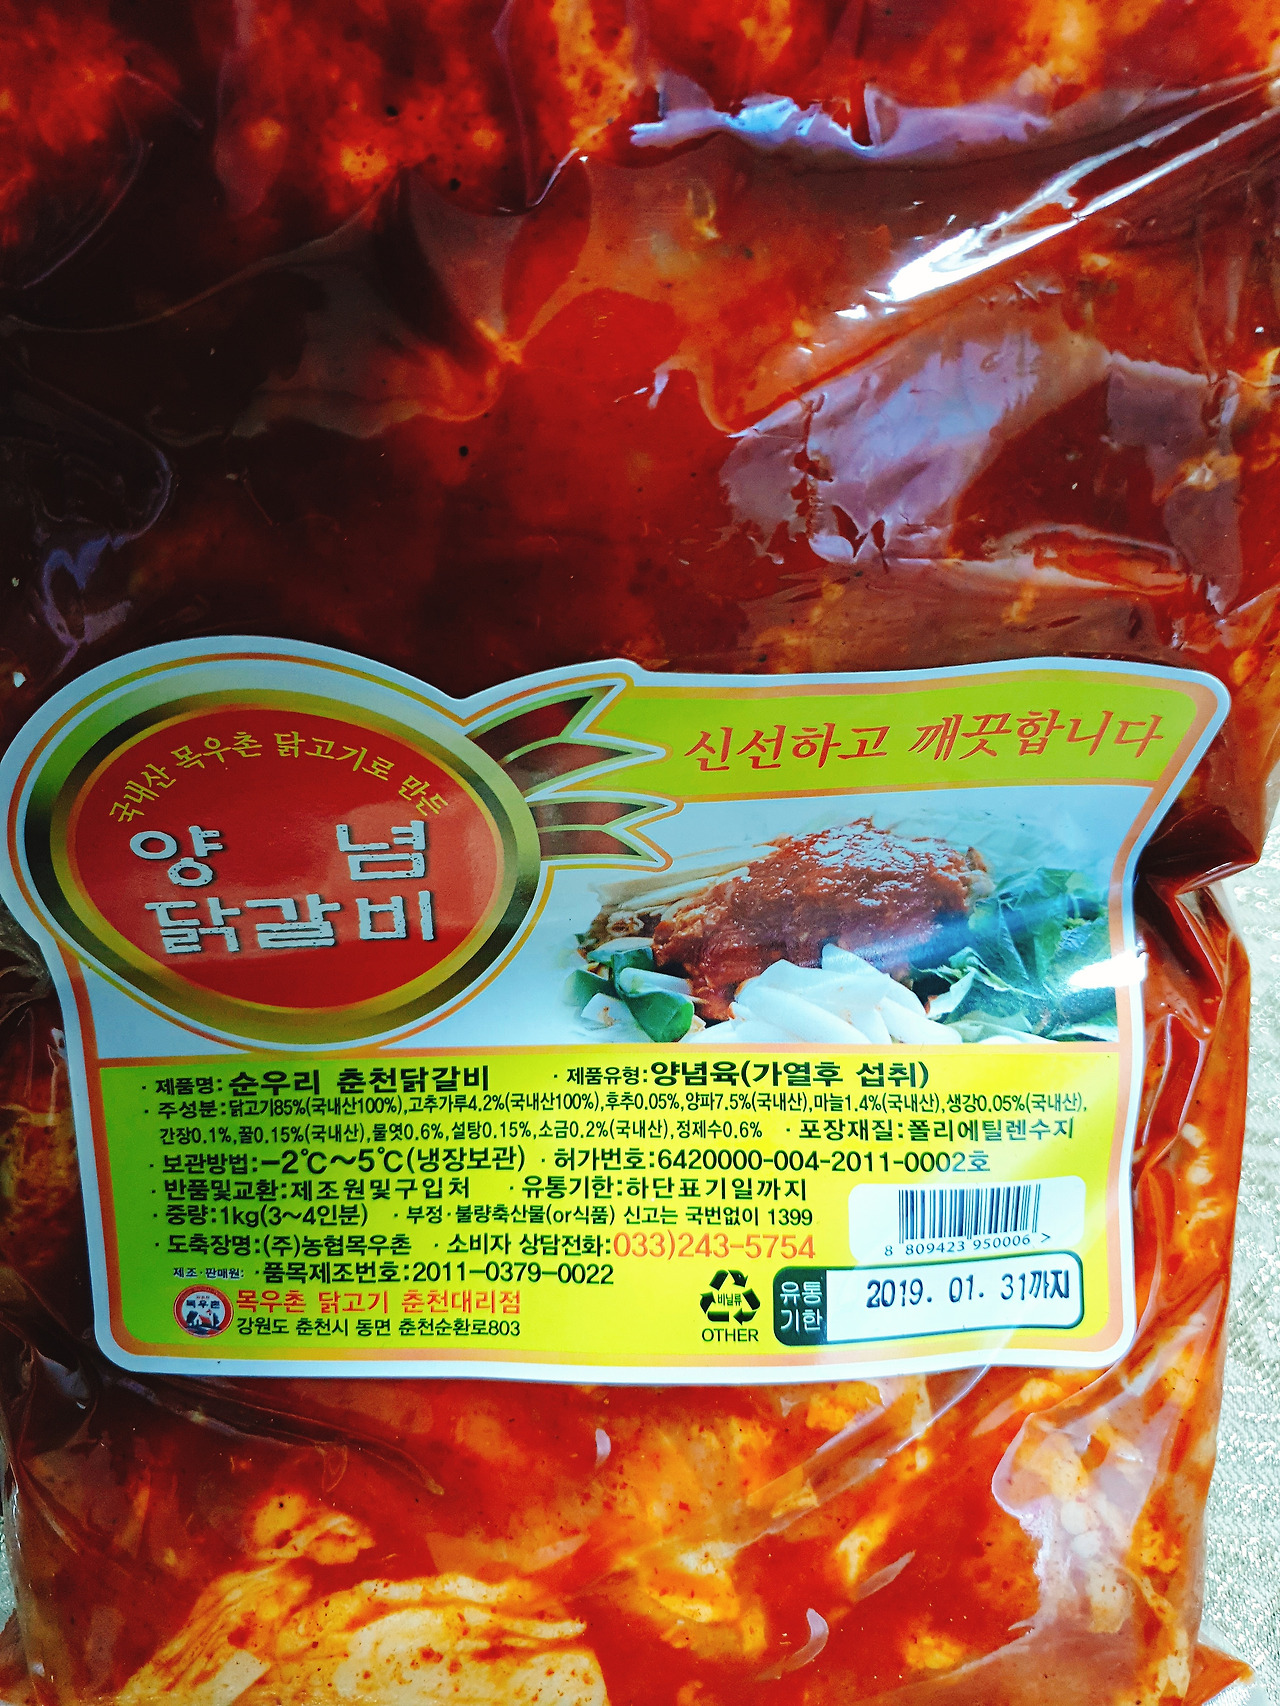 국내산 목우촌 닭고기로 만든
양념
닭갈비
신선하고 깨끗합니다
· 제품명: 순우리 춘천닭갈비 · 제품유형:양념육(가열후 섭취)
· 주성분:닭고기85%(국내산100%),고추가루4.2%(국내산100%),후추0.05%,양파7.5%(국내산),마늘1.4%(국내산),생강0.05%(국내산),
간장0.1%,꿀0.15%(국내산),물엿0.6%,설탕0.15%,소금0.2%(국내산),정제수0.6% · 포장재질:폴리에틸렌수지
· 보관방법:-2℃~5℃(냉장보관) · 허가번호:6420000-004-2011-0002호
· 반품및교환:제조원및구입처 · 유통기한:하단표기일까지
· 중량:1kg(3~4인분) · 부정·불량축산물(or식품) 신고는 국번없이 1399
· 도축장명:(주)농협목우촌 · 소비자 상담전화:033)243-5754
8 809423 950006 >
제조·판매원: · 품목제조번호:2011-0379-0022
목우촌
목우촌 닭고기 춘천대리점
강원도 춘천시 동면 춘천순환로803
비닐류
OTHER
유통
기한
2019. 01. 31까지